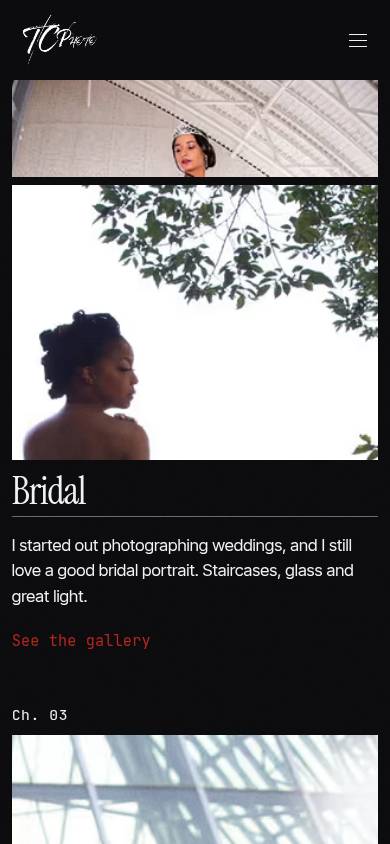 TCPHOTO
Bridal
I started out photographing weddings, and I still
love a good bridal portrait. Staircases, glass and
great light.
See the gallery
Ch. 03